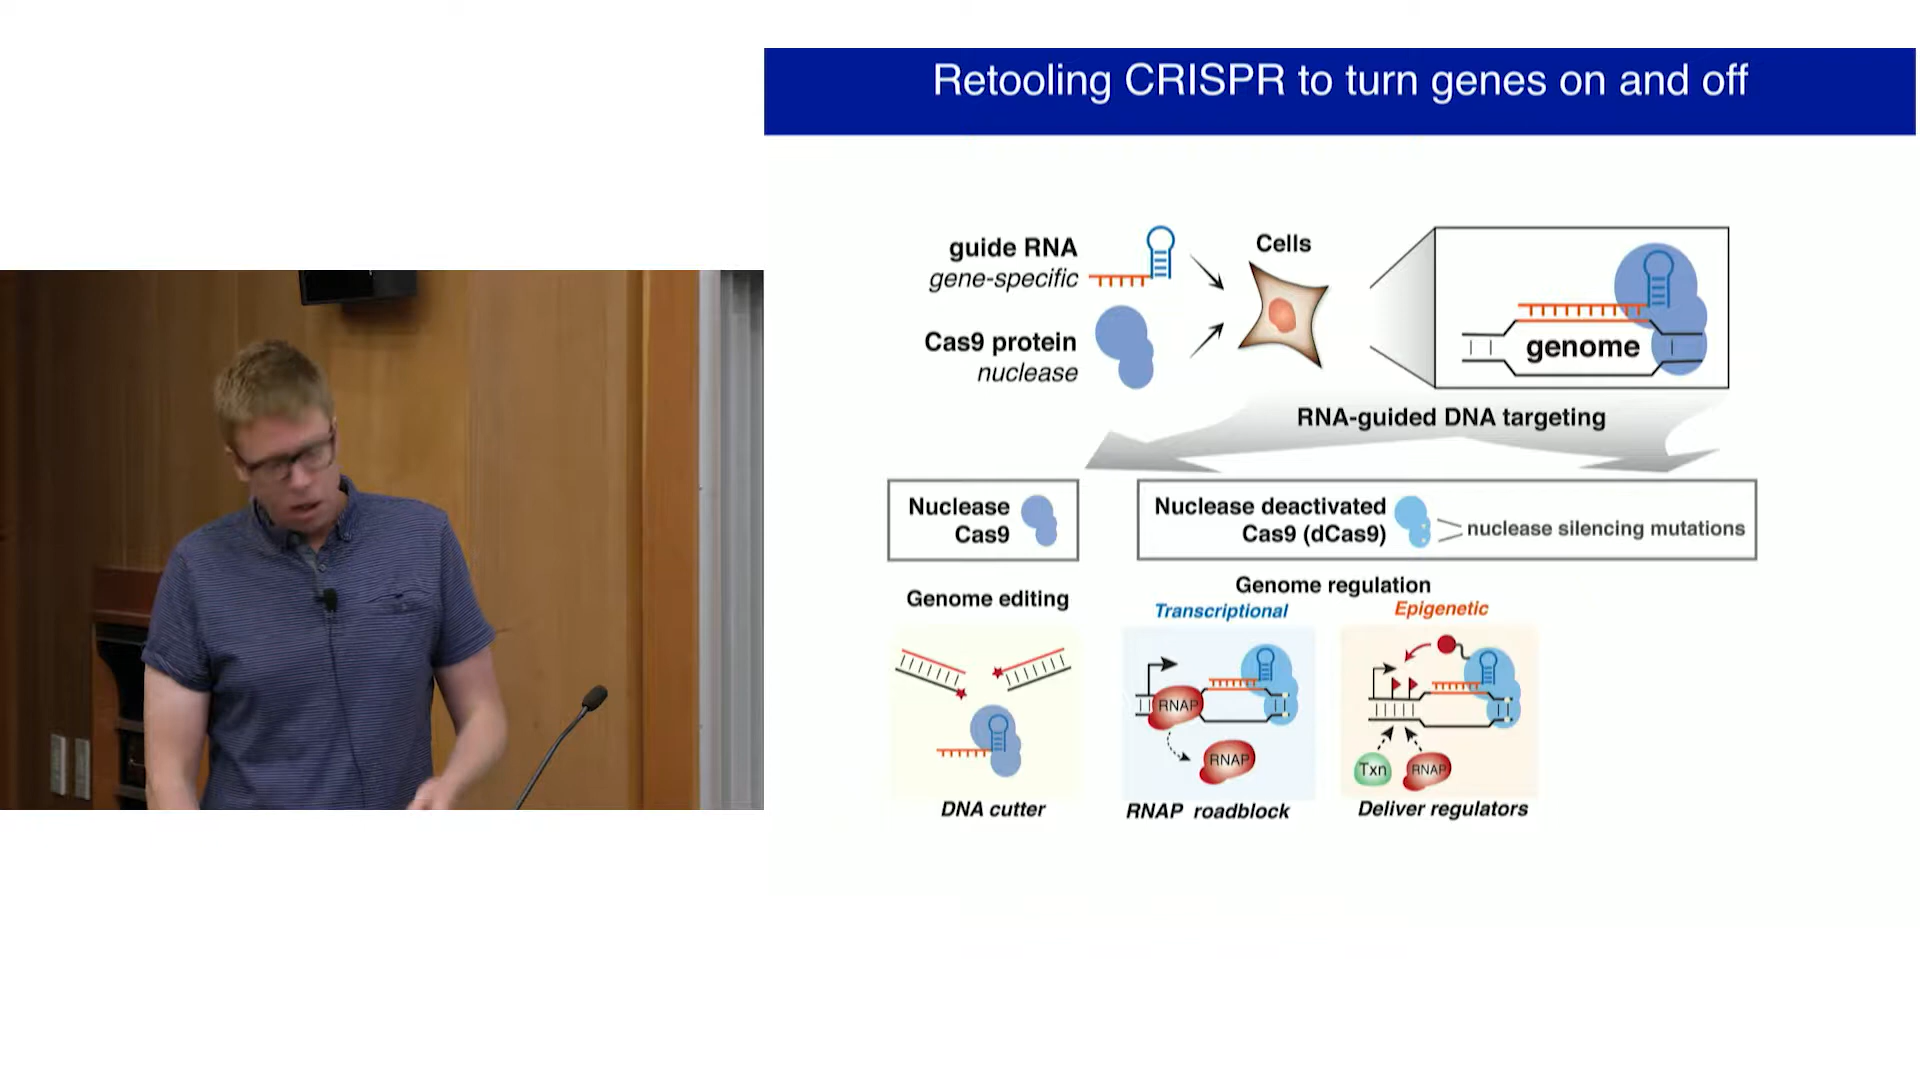 Retooling CRISPR to turn genes on and off
guide RNA
gene-specific
Cells
Cas9 protein
nuclease
genome
RNA-guided DNA targeting
Nuclease
Cas9
Nuclease deactivated
Cas9 (dCas9)
nuclease silencing mutations
Genome editing
Genome regulation
Transcriptional
Epigenetic
RNAP
RNAP
Txn
RNAP
DNA cutter
RNAP roadblock
Deliver regulators